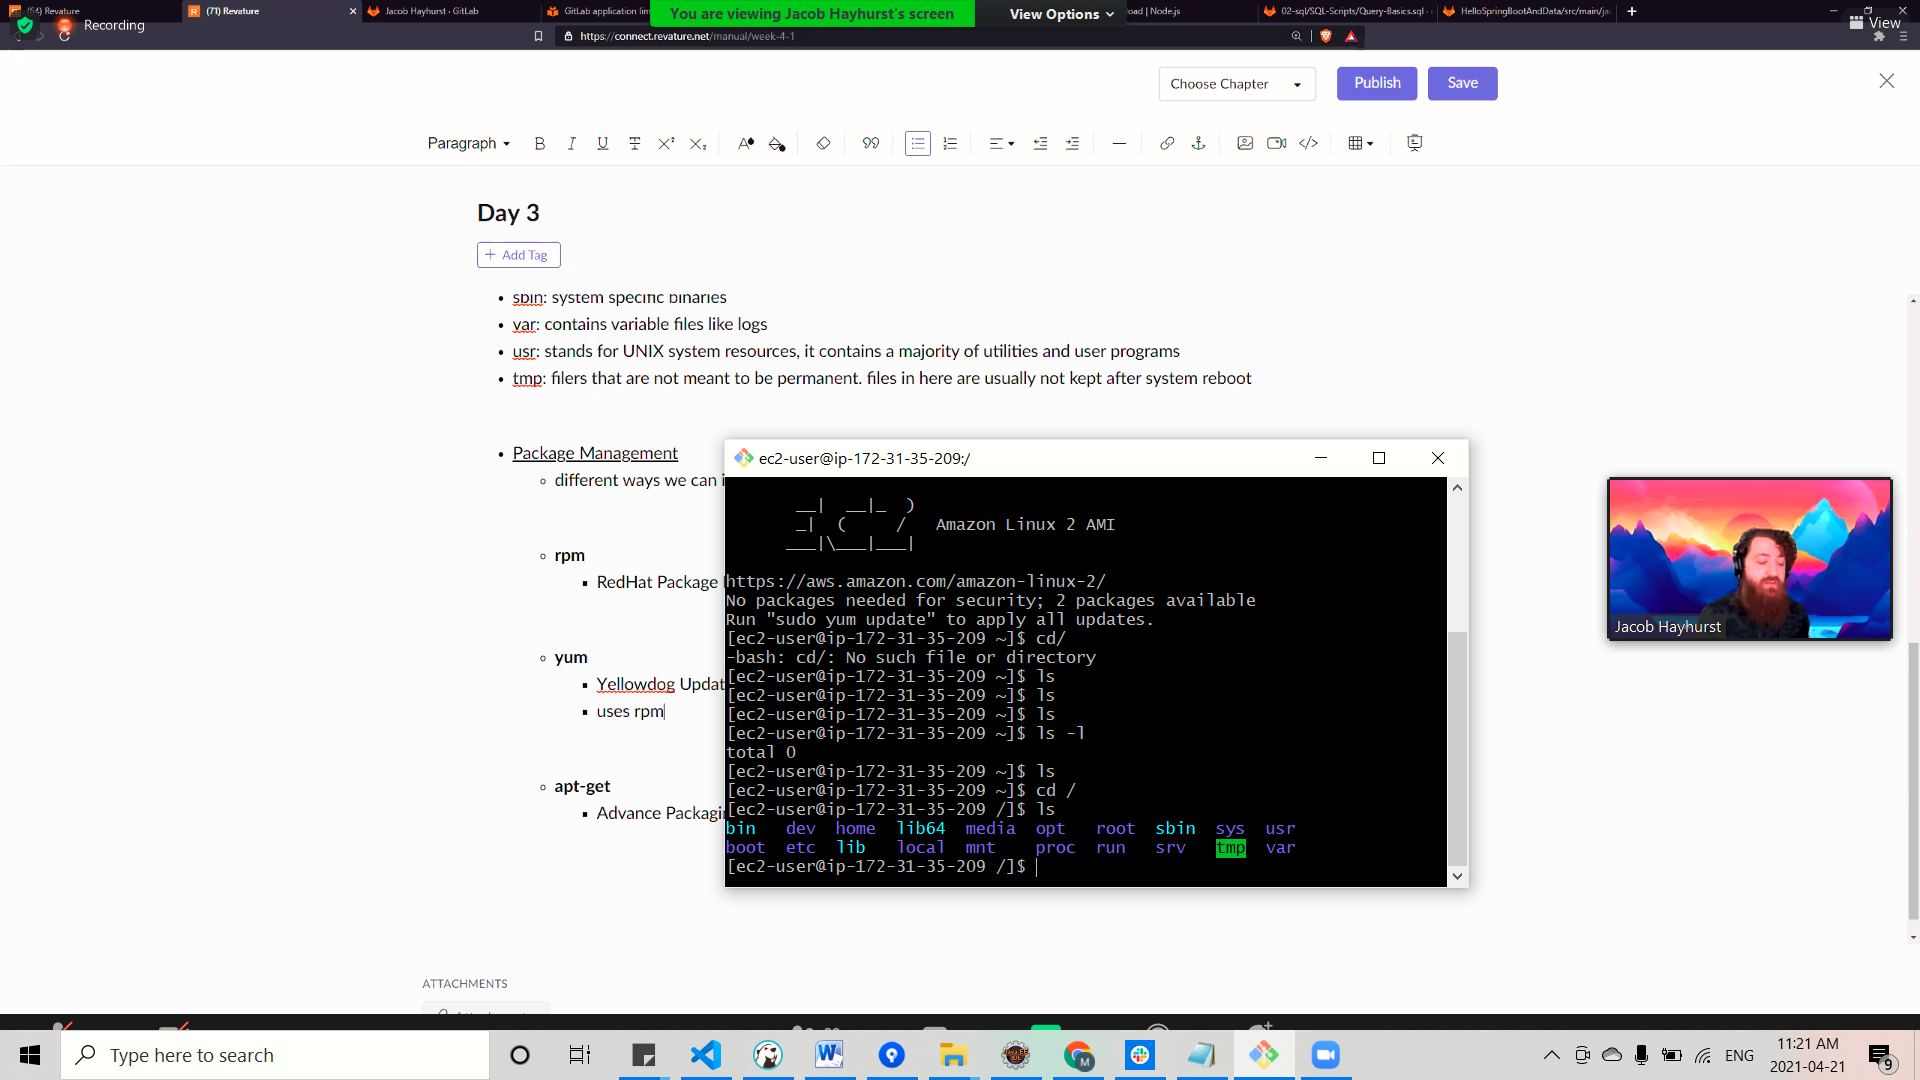 (64) Revature
(71) Revature
Jacob Hayhurst · GitLab
GitLab application lim
You are viewing Jacob Hayhurst's screen
View Options
oad | Node.js
02-sql/SQL-Scripts/Query-Basics.sql ·
HelloSpringBootAndData/src/main/jav
Recording
https://connect.revature.net/manual/week-4-1
View
Choose Chapter
Publish
Save
Paragraph
Day 3
+ Add Tag
sbin: system specific binaries
var: contains variable files like logs
usr: stands for UNIX system resources, it contains a majority of utilities and user programs
tmp: filers that are not meant to be permanent. files in here are usually not kept after system reboot
Package Management
different ways we can i
rpm
RedHat Package
yum
Yellowdog Updat
uses rpm
apt-get
Advance Packagin
ec2-user@ip-172-31-35-209:/
__|  __|_  )
_|  (     /   Amazon Linux 2 AMI
___|\___|___|
https://aws.amazon.com/amazon-linux-2/
No packages needed for security; 2 packages available
Run "sudo yum update" to apply all updates.
[ec2-user@ip-172-31-35-209 ~]$ cd/
-bash: cd/: No such file or directory
[ec2-user@ip-172-31-35-209 ~]$ ls
[ec2-user@ip-172-31-35-209 ~]$ ls
[ec2-user@ip-172-31-35-209 ~]$ ls
[ec2-user@ip-172-31-35-209 ~]$ ls -l
total 0
[ec2-user@ip-172-31-35-209 ~]$ ls
[ec2-user@ip-172-31-35-209 ~]$ cd /
[ec2-user@ip-172-31-35-209 /]$ ls
bin dev home lib64 media opt root sbin sys usr
boot etc lib local mnt proc run srv tmp var
[ec2-user@ip-172-31-35-209 /]$
Jacob Hayhurst
ATTACHMENTS
Type here to search
ENG
11:21 AM
2021-04-21
9